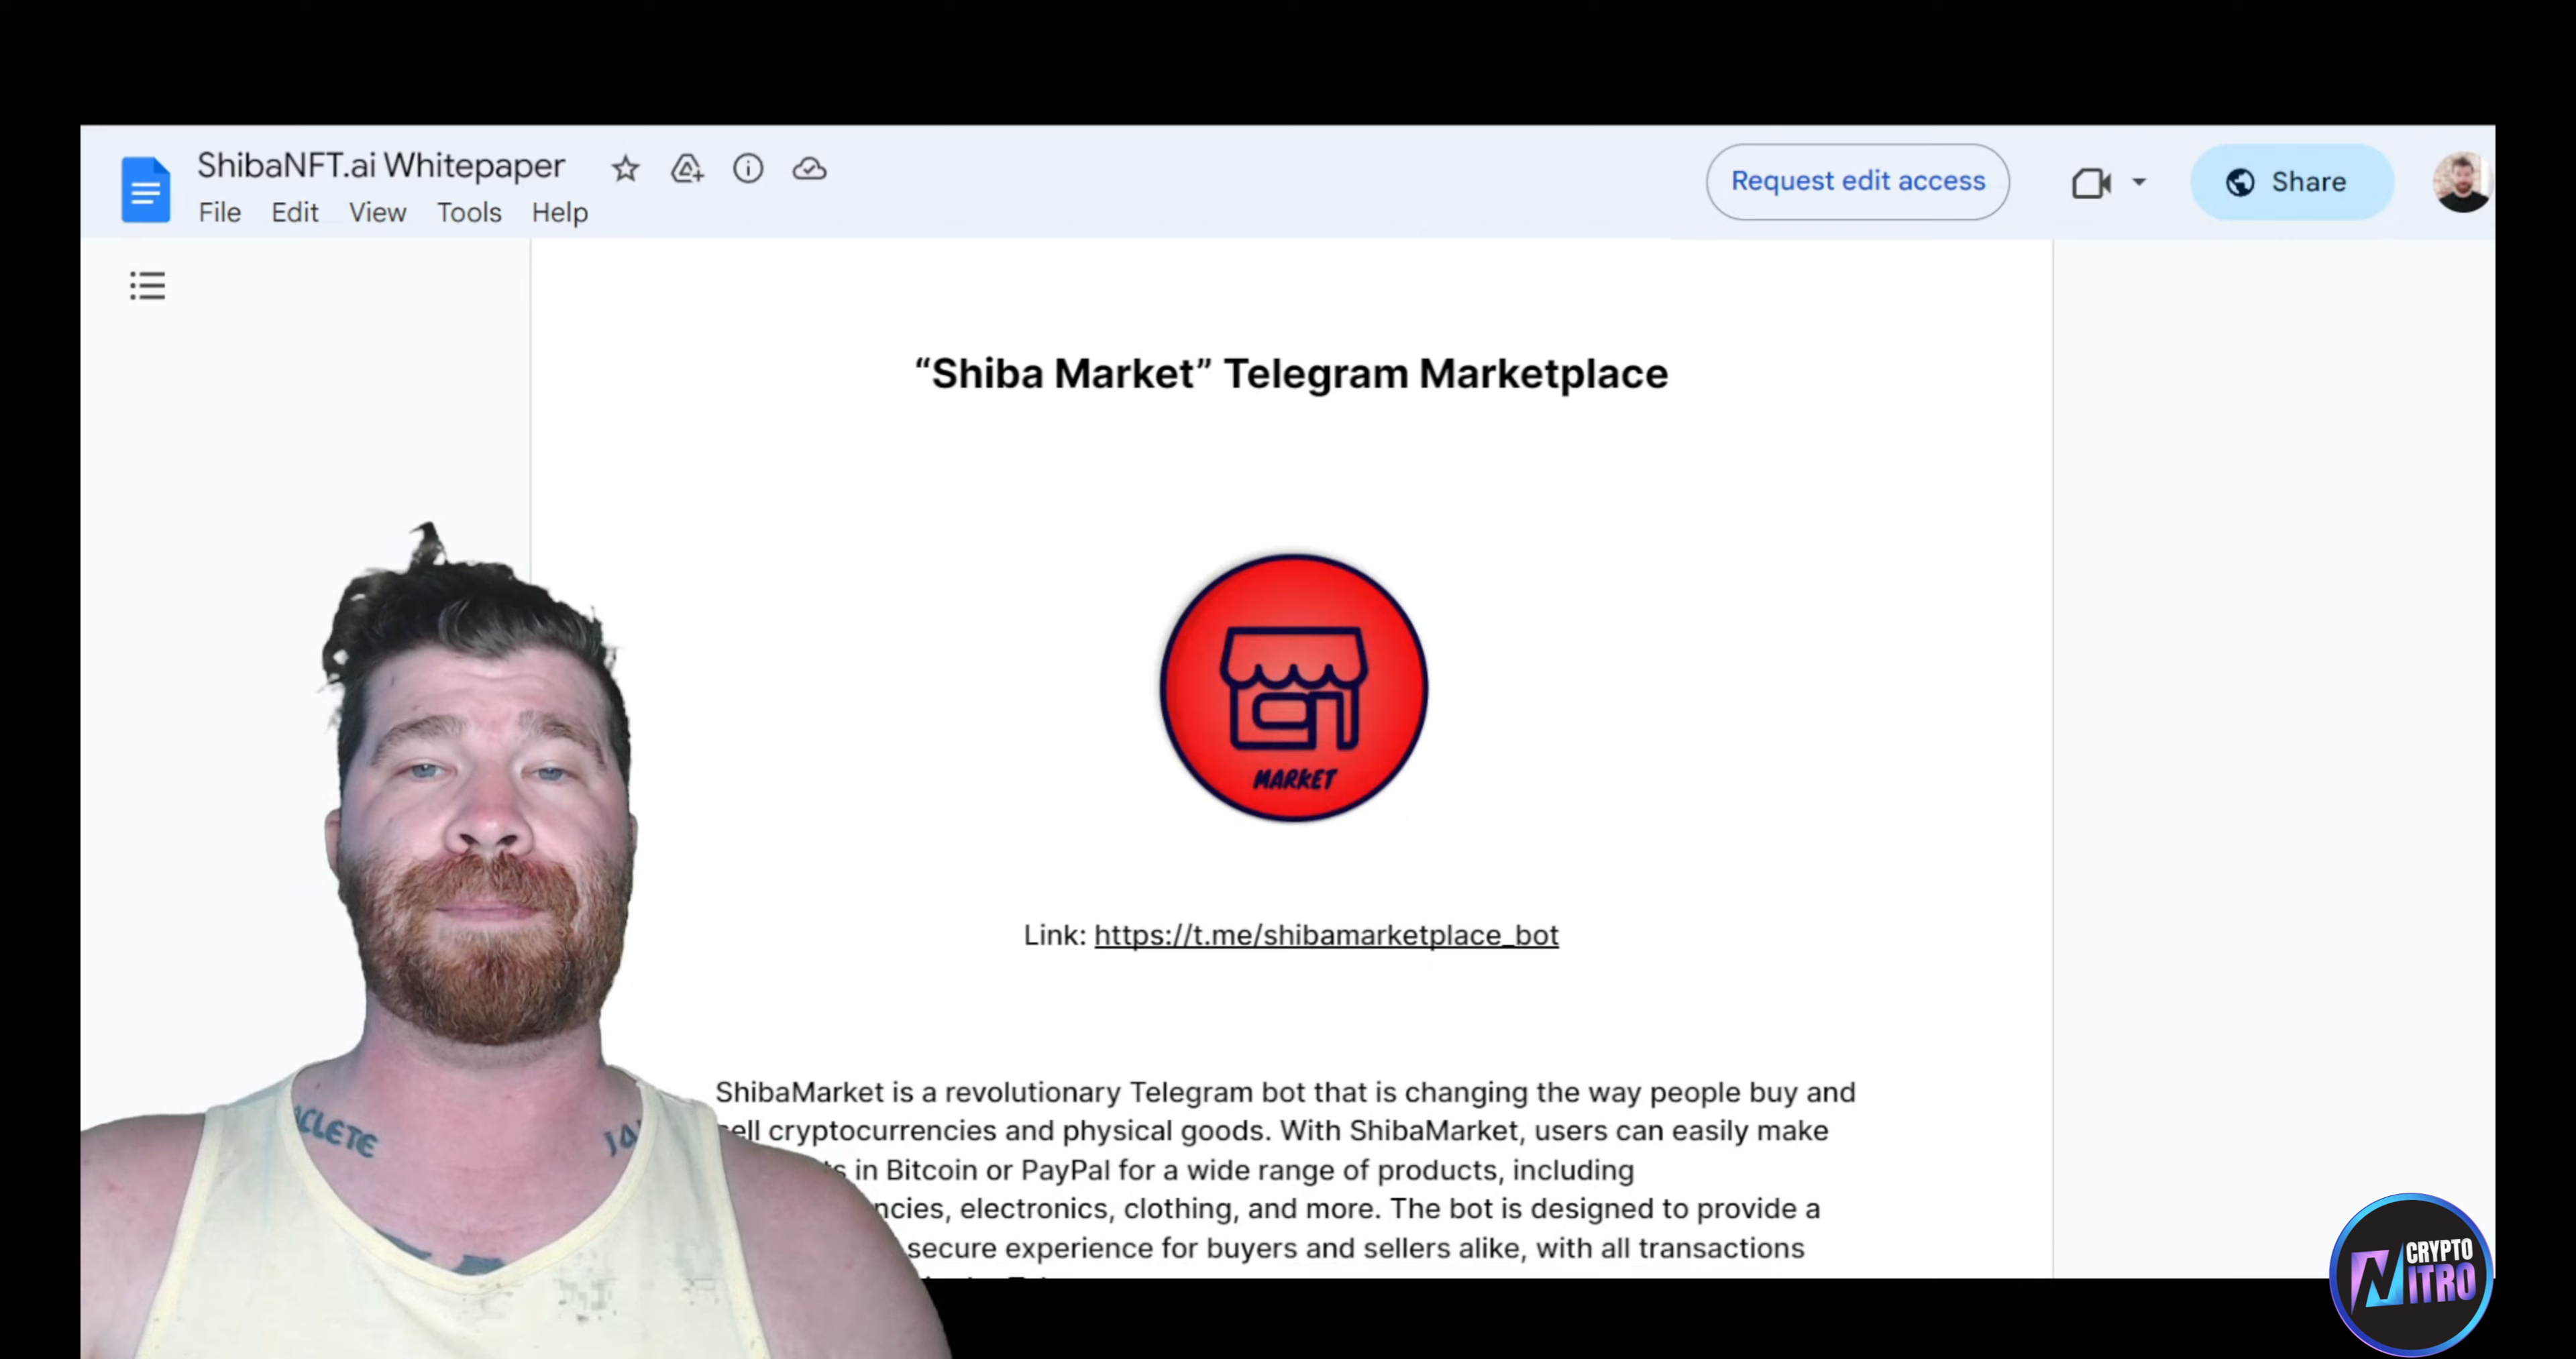 ShibaNFT.ai Whitepaper
File Edit View Tools Help
Request edit access
Share
“Shiba Market” Telegram Marketplace
MARKET
Link: https://t.me/shibamarketplace_bot
ShibaMarket is a revolutionary Telegram bot that is changing the way people buy and
cryptocurrencies and physical goods. With ShibaMarket, users can easily make
in Bitcoin or PayPal for a wide range of products, including
electronics, clothing, and more. The bot is designed to provide a
secure experience for buyers and sellers alike, with all transactions
CRYPTO
NITRO